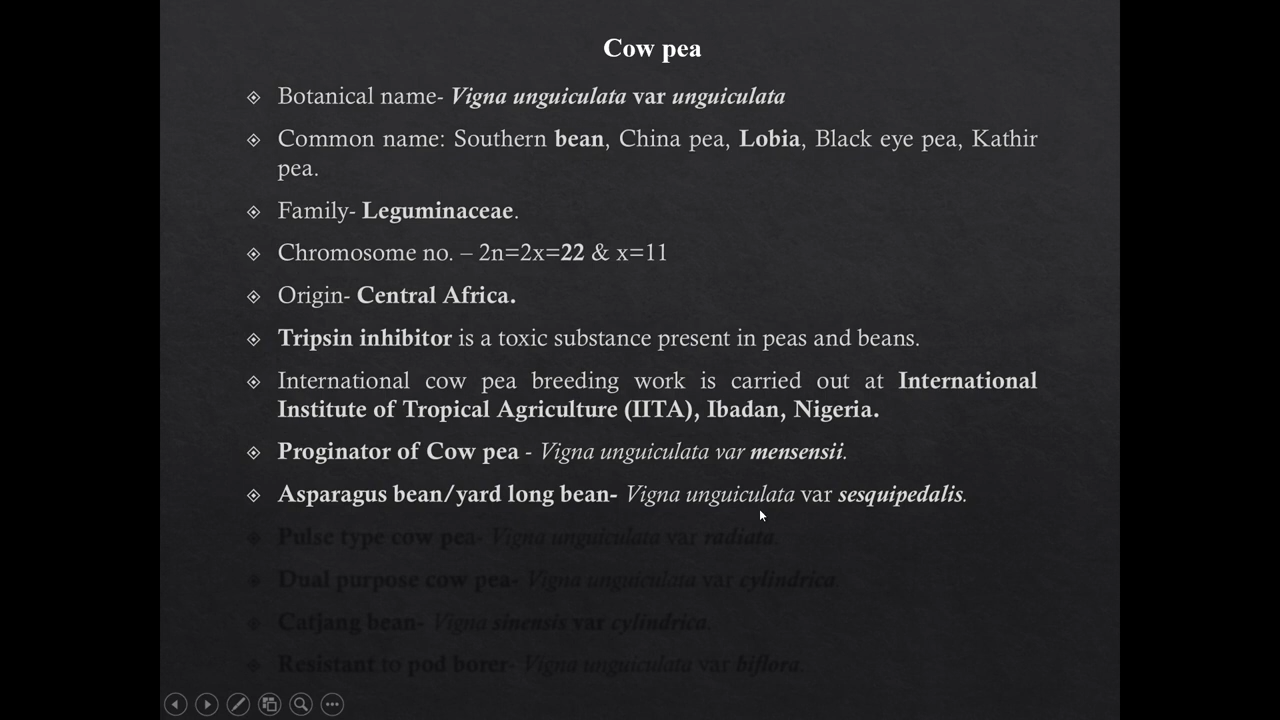 Cow pea
Botanical name- Vigna unguiculata var unguiculata
Common name: Southern bean, China pea, Lobia, Black eye pea, Kathir
pea.
Family- Leguminaceae.
Chromosome no. – 2n=2x=22 & x=11
Origin- Central Africa.
Tripsin inhibitor is a toxic substance present in peas and beans.
International cow pea breeding work is carried out at International
Institute of Tropical Agriculture (IITA), Ibadan, Nigeria.
Proginator of Cow pea - Vigna unguiculata var mensensii.
Asparagus bean/yard long bean- Vigna unguiculata var sesquipedalis.
Pulse type cow pea- Vigna unguiculata var radiata.
Dual purpose cow pea- Vigna unguiculata var cylindrica.
Catjang bean- Vigna sinensis var cylindrica.
Resistant to pod borer- Vigna unguiculata var biflora.